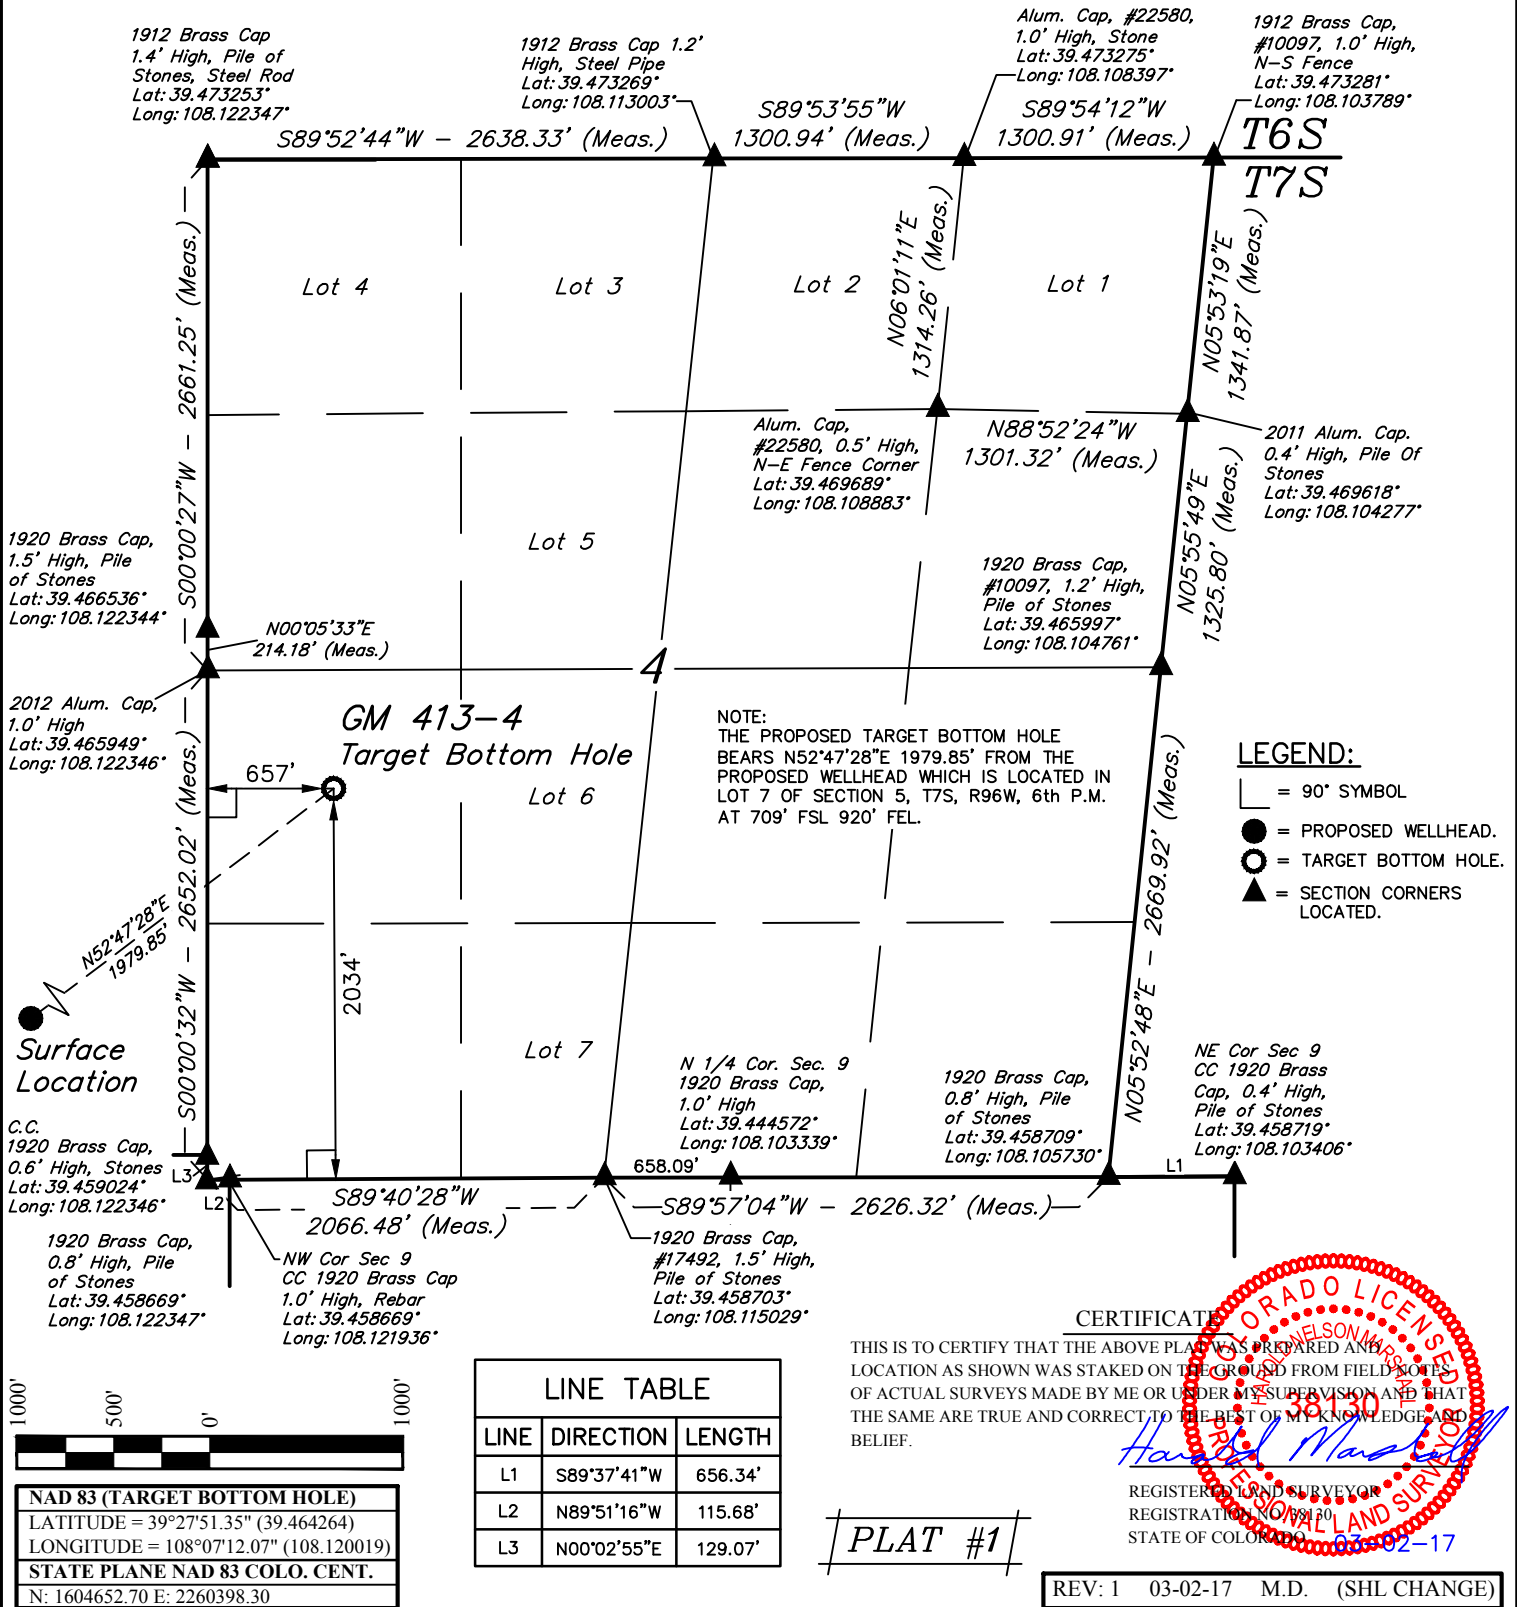 1912 Brass Cap
1.4' High, Pile of
Stones, Steel Rod
Lat: 39.473253°
Long: 108.122347°
1912 Brass Cap 1.2'
High, Steel Pipe
Lat: 39.473269°
Long: 108.113003°
Alum. Cap, #22580,
1.0' High, Stone
Lat: 39.473275°
Long: 108.108397°
1912 Brass Cap,
#10097, 1.0' High,
N-S Fence
Lat: 39.473281°
Long: 108.103789°
S89°52'44"W - 2638.33' (Meas.)
S89°53'55"W
1300.94' (Meas.)
S89°54'12"W
1300.91' (Meas.)
T6S
T7S
S00°00'27"W - 2661.25' (Meas.)
Lot 4
Lot 3
Lot 2
Lot 1
N06°01'11"E
1314.26' (Meas.)
N05°53'19"E
1341.87' (Meas.)
Alum. Cap,
#22580, 0.5' High,
N-E Fence Corner
Lat: 39.469689°
Long: 108.108883°
N88°52'24"W
1301.32' (Meas.)
2011 Alum. Cap.
0.4' High, Pile Of
Stones
Lat: 39.469618°
Long: 108.104277°
N05°55'49"E
1325.80' (Meas.)
1920 Brass Cap,
1.5' High, Pile
of Stones
Lat: 39.466536°
Long: 108.122344°
Lot 5
1920 Brass Cap,
#10097, 1.2' High,
Pile of Stones
Lat: 39.465997°
Long: 108.104761°
N00°05'33"E
214.18' (Meas.)
4
2012 Alum. Cap,
1.0' High
Lat: 39.465949°
Long: 108.122346°
GM 413-4
Target Bottom Hole
657'
Lot 6
NOTE:
THE PROPOSED TARGET BOTTOM HOLE
BEARS N52°47'28"E 1979.85' FROM THE
PROPOSED WELLHEAD WHICH IS LOCATED IN
LOT 7 OF SECTION 5, T7S, R96W, 6th P.M.
AT 709' FSL 920' FEL.
LEGEND:
= 90° SYMBOL
= PROPOSED WELLHEAD.
= TARGET BOTTOM HOLE.
= SECTION CORNERS
LOCATED.
S00°00'32"W - 2652.02' (Meas.)
N52°47'28"E
1979.85'
2034'
N05°52'48"E - 2669.92' (Meas.)
Surface
Location
Lot 7
N 1/4 Cor. Sec. 9
1920 Brass Cap,
1.0' High
Lat: 39.444572°
Long: 108.103339°
1920 Brass Cap,
0.8' High, Pile
of Stones
Lat: 39.458709°
Long: 108.105730°
NE Cor Sec 9
CC 1920 Brass
Cap, 0.4' High,
Pile of Stones
Lat: 39.458719°
Long: 108.103406°
C.C.
1920 Brass Cap,
0.6' High, Stones
Lat: 39.459024°
Long: 108.122346°
L3
L2
658.09'
L1
S89°40'28"W
2066.48' (Meas.)
S89°57'04"W - 2626.32' (Meas.)
1920 Brass Cap,
0.8' High, Pile
of Stones
Lat: 39.458669°
Long: 108.122347°
NW Cor Sec 9
CC 1920 Brass Cap
1.0' High, Rebar
Lat: 39.458669°
Long: 108.121936°
1920 Brass Cap,
#17492, 1.5' High,
Pile of Stones
Lat: 39.458703°
Long: 108.115029°
CERTIFICATE
THIS IS TO CERTIFY THAT THE ABOVE PLAT WAS PREPARED AND
LOCATION AS SHOWN WAS STAKED ON THE GROUND FROM FIELD NOTES
OF ACTUAL SURVEYS MADE BY ME OR UNDER MY SUPERVISION AND THAT
THE SAME ARE TRUE AND CORRECT TO THE BEST OF MY KNOWLEDGE AND
BELIEF.
COLORADO LICENSED
PROFESSIONAL LAND SURVEYOR
HAROLD NELSON MARSHALL
38130
Harold Marshall
REGISTERED LAND SURVEYOR
REGISTRATION NO. 38130
STATE OF COLORADO
03-02-17
1000' 500' 0' 1000'
NAD 83 (TARGET BOTTOM HOLE)
LATITUDE = 39°27'51.35" (39.464264)
LONGITUDE = 108°07'12.07" (108.120019)
STATE PLANE NAD 83 COLO. CENT.
N: 1604652.70 E: 2260398.30
LINE TABLE
LINE DIRECTION LENGTH
L1 S89°37'41"W 656.34'
L2 N89°51'16"W 115.68'
L3 N00°02'55"E 129.07'
PLAT #1
REV: 1 03-02-17 M.D. (SHL CHANGE)